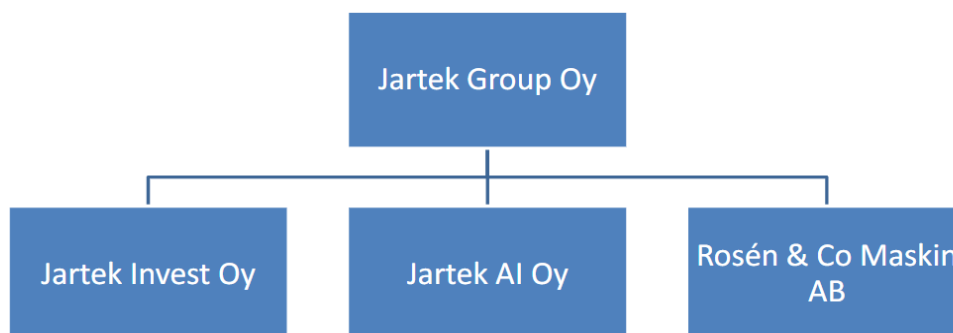 Jartek Group Oy
Jartek Invest Oy
Jartek AI Oy
Rosén & Co Maskin
AB